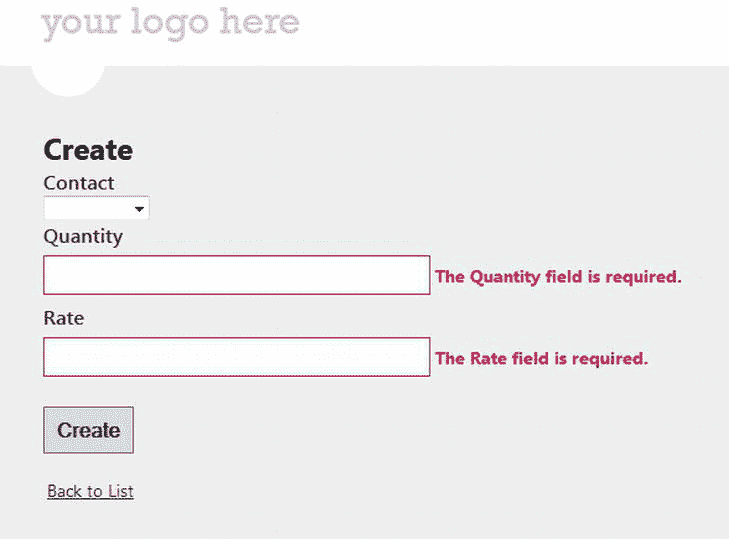 your logo here
Create
Contact
Quantity
The Quantity field is required.
Rate
The Rate field is required.
Create
Back to List